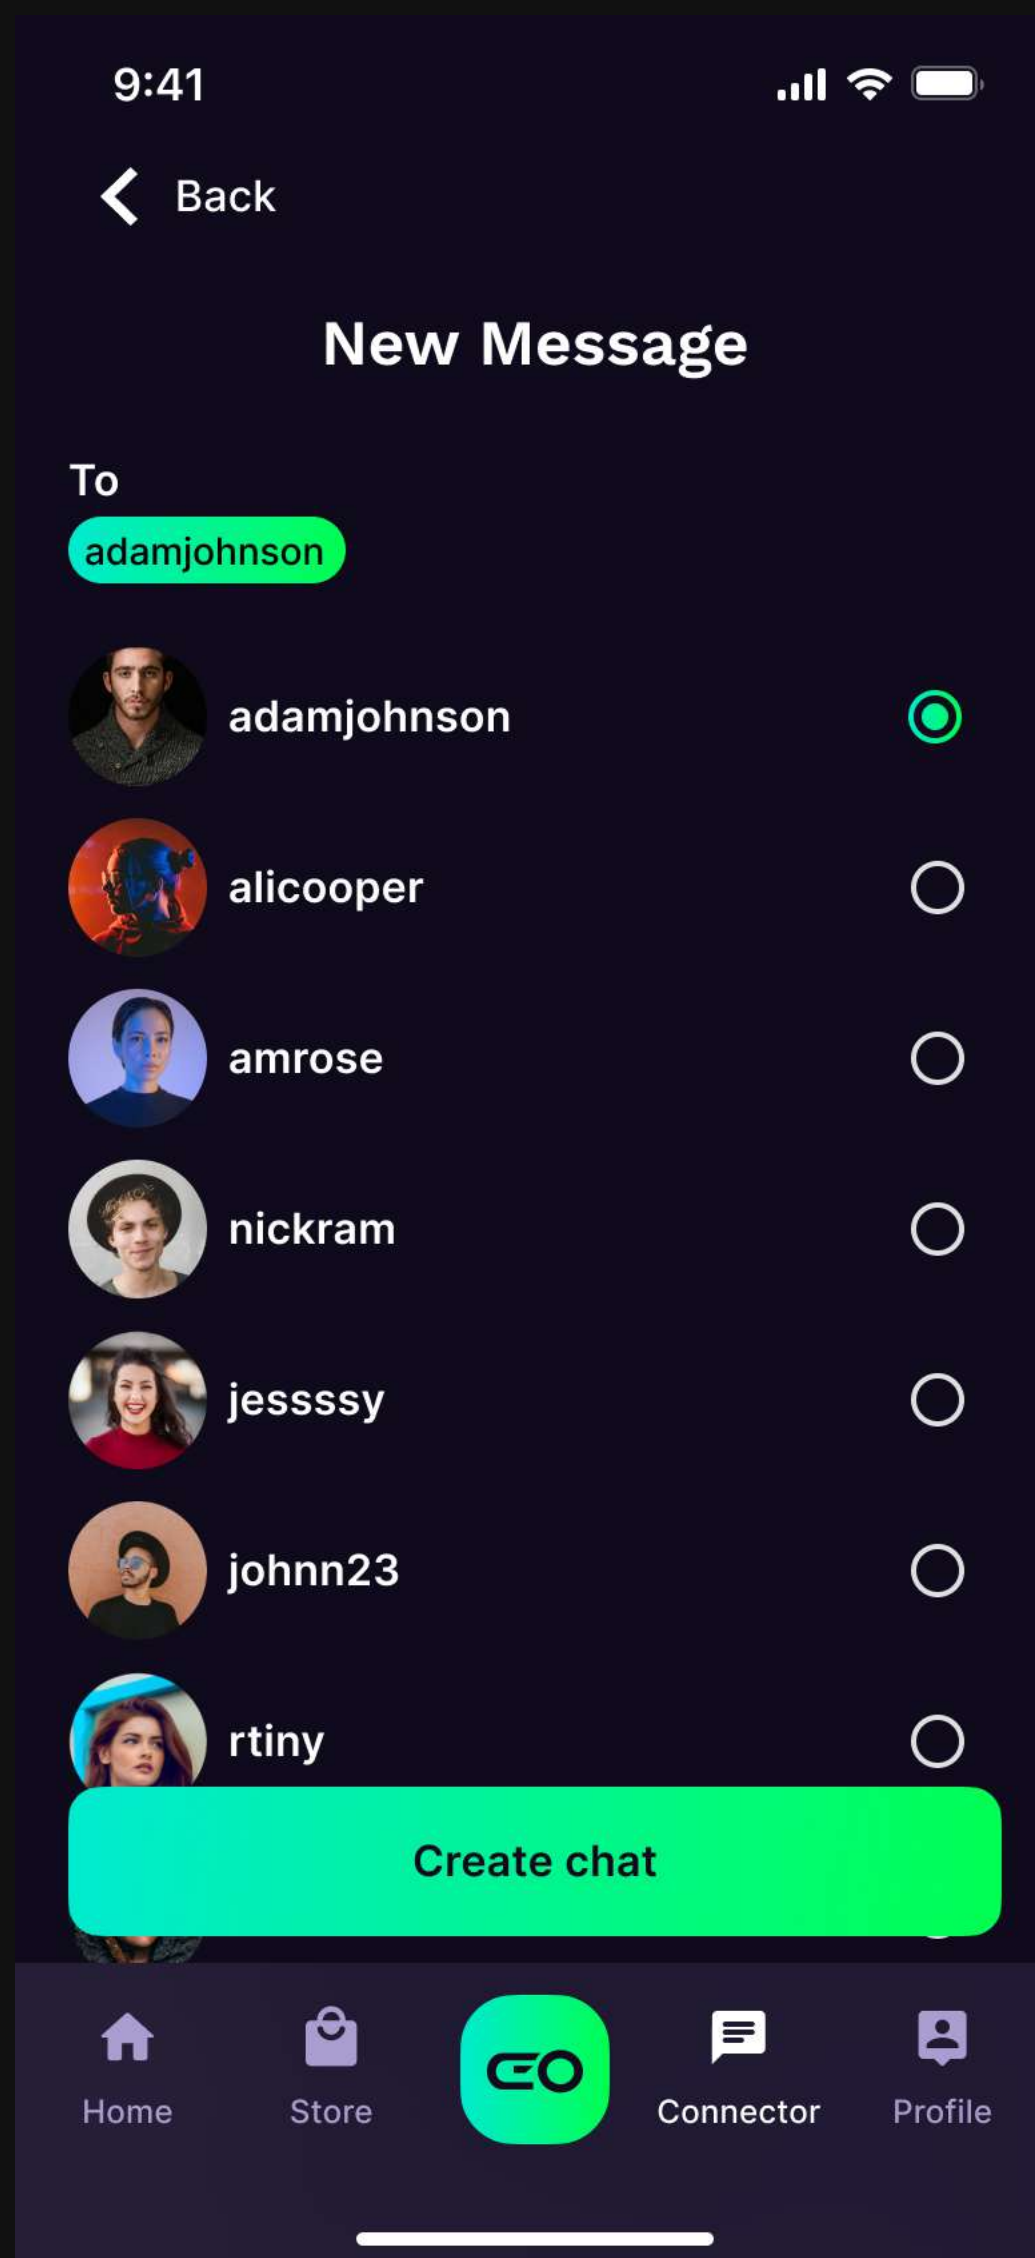 9:41
Back
New Message
To
adamjohnson
adamjohnson
alicooper
amrose
nickram
jessssy
johnn23
rtiny
Create chat
Home
Store
Connector
Profile